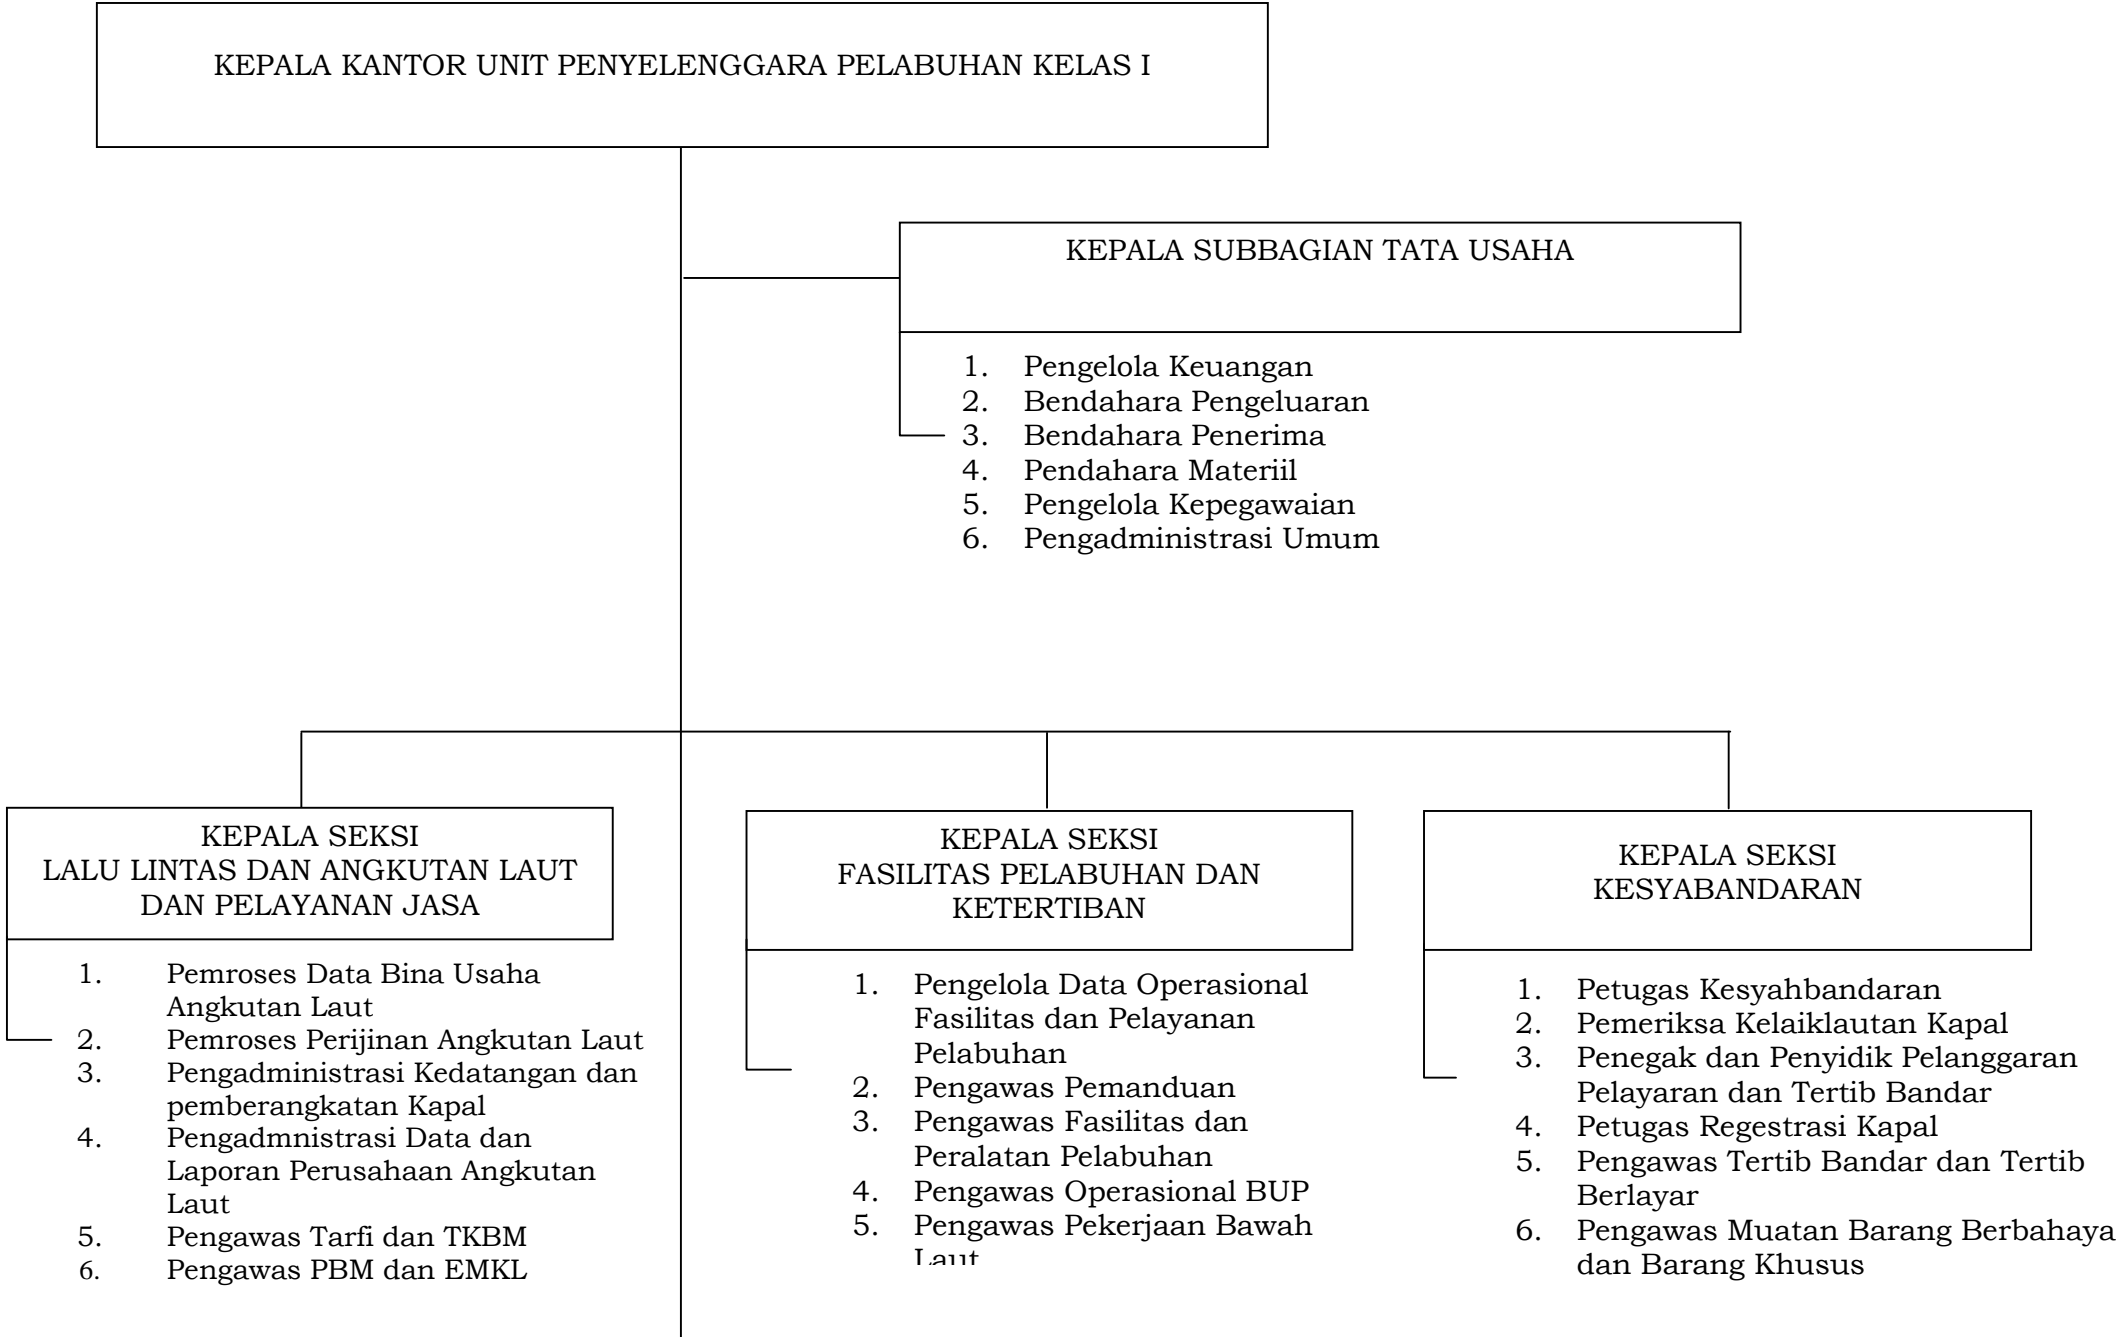 KEPALA KANTOR UNIT PENYELENGGARA PELABUHAN KELAS I
KEPALA SUBBAGIAN TATA USAHA
1. Pengelola Keuangan
2. Bendahara Pengeluaran
3. Bendahara Penerima
4. Pendahara Materiil
5. Pengelola Kepegawaian
6. Pengadministrasi Umum
KEPALA SEKSI
LALU LINTAS DAN ANGKUTAN LAUT
DAN PELAYANAN JASA
1. Pemroses Data Bina Usaha
Angkutan Laut
2. Pemroses Perijinan Angkutan Laut
3. Pengadministrasi Kedatangan dan
pemberangkatan Kapal
4. Pengadmnistrasi Data dan
Laporan Perusahaan Angkutan
Laut
5. Pengawas Tarfi dan TKBM
6. Pengawas PBM dan EMKL
KEPALA SEKSI
FASILITAS PELABUHAN DAN
KETERTIBAN
1. Pengelola Data Operasional
Fasilitas dan Pelayanan
Pelabuhan
2. Pengawas Pemanduan
3. Pengawas Fasilitas dan
Peralatan Pelabuhan
4. Pengawas Operasional BUP
5. Pengawas Pekerjaan Bawah
Laut
KEPALA SEKSI
KESYABANDARAN
1. Petugas Kesyahbandaran
2. Pemeriksa Kelaiklautan Kapal
3. Penegak dan Penyidik Pelanggaran
Pelayaran dan Tertib Bandar
4. Petugas Regestrasi Kapal
5. Pengawas Tertib Bandar dan Tertib
Berlayar
6. Pengawas Muatan Barang Berbahaya
dan Barang Khusus